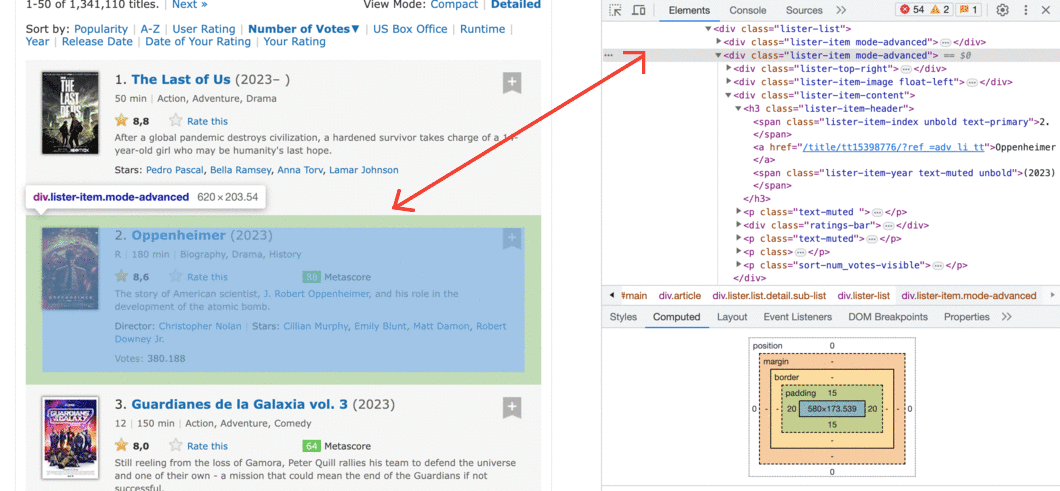 1-50 of 1,341,110 titles. | Next »
View Mode: Compact | Detailed
Sort by: Popularity | A-Z | User Rating | Number of Votes▼ | US Box Office | Runtime |
Year | Release Date | Date of Your Rating | Your Rating
THE LAST OF US
1. The Last of Us (2023– )
50 min | Action, Adventure, Drama
8,8 Rate this
After a global pandemic destroys civilization, a hardened survivor takes charge of a 14-
year-old girl who may be humanity's last hope.
Stars: Pedro Pascal, Bella Ramsey, Anna Torv, Lamar Johnson
div.lister-item.mode-advanced 620 × 203.54
OPPENHEIMER
2. Oppenheimer (2023)
R | 180 min | Biography, Drama, History
8,6 Rate this Metascore
The story of American scientist, J. Robert Oppenheimer, and his role in the
development of the atomic bomb.
Director: Christopher Nolan | Stars: Cillian Murphy, Emily Blunt, Matt Damon, Robert
Downey Jr.
Votes: 380.188
GUARDIANS GALAXY
3. Guardianes de la Galaxia vol. 3 (2023)
12 | 150 min | Action, Adventure, Comedy
8,0 Rate this 64 Metascore
Still reeling from the loss of Gamora, Peter Quill rallies his team to defend the universe
and one of their own - a mission that could mean the end of the Guardians if not
successful.
Elements Console Sources >> 54 2 1
▼<div class="lister-list">
▶<div class="lister-item mode-advanced">…</div>
… ▼<div class="lister-item mode-advanced"> == $0
▶<div class="lister-top-right">…</div>
▶<div class="lister-item-image float-left">…</div>
▼<div class="lister-item-content">
▼<h3 class="lister-item-header">
<span class="lister-item-index unbold text-primary">2.
</span>
<a href="/title/tt15398776/?ref_=adv_li_tt">Oppenheimer
</a>
<span class="lister-item-year text-muted unbold">(2023)
</span>
</h3>
▶<p class="text-muted ">…</p>
▶<div class="ratings-bar">…</div>
▶<p class="text-muted">…</p>
▶<p class>…</p>
▶<p class="sort-num_votes-visible">…</p>
</div>
#main div.article div.lister.list.detail.sub-list div.lister-list div.lister-item.mode-advanced
Styles Computed Layout Event Listeners DOM Breakpoints Properties >>
position 0
margin -
border -
padding 15
0 - - 20 580×173.539 20 - - 0
15
-
-
0